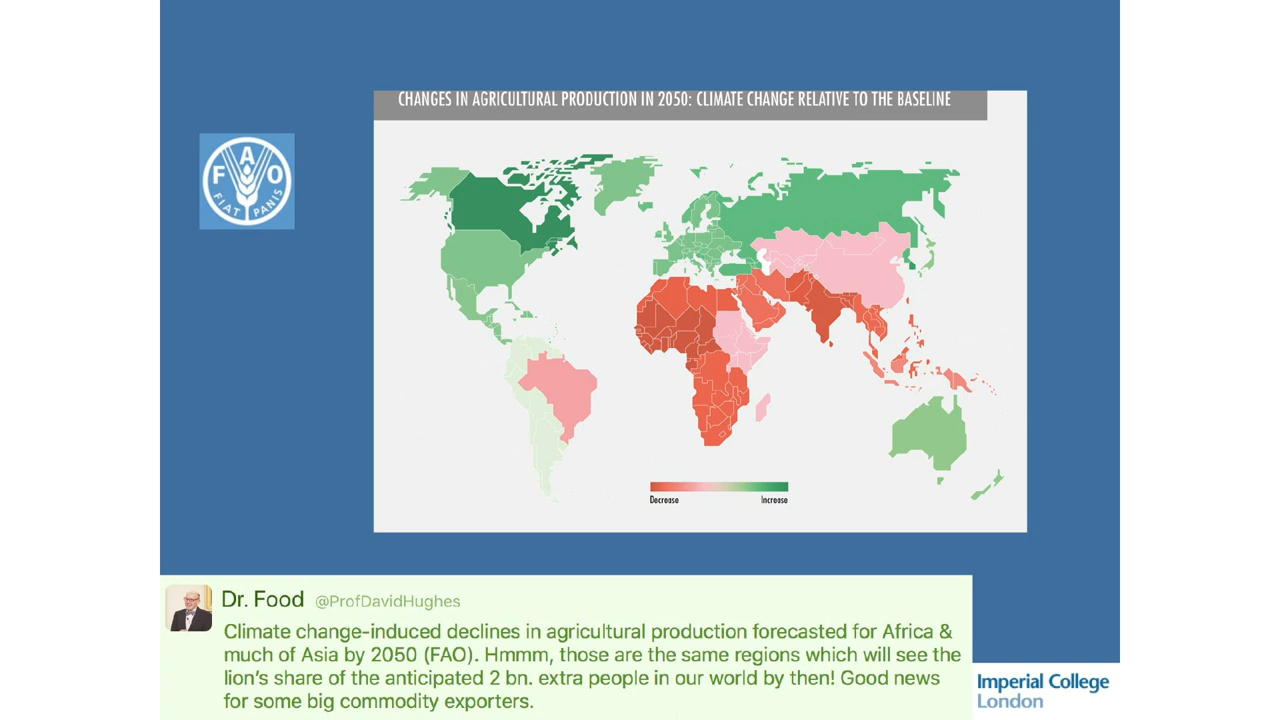 CHANGES IN AGRICULTURAL PRODUCTION IN 2050: CLIMATE CHANGE RELATIVE TO THE BASELINE
F A O
FIAT PANIS
Decrease Increase
Dr. Food @ProfDavidHughes
Climate change-induced declines in agricultural production forecasted for Africa &
much of Asia by 2050 (FAO). Hmmm, those are the same regions which will see the
lion's share of the anticipated 2 bn. extra people in our world by then! Good news
for some big commodity exporters.
Imperial College
London